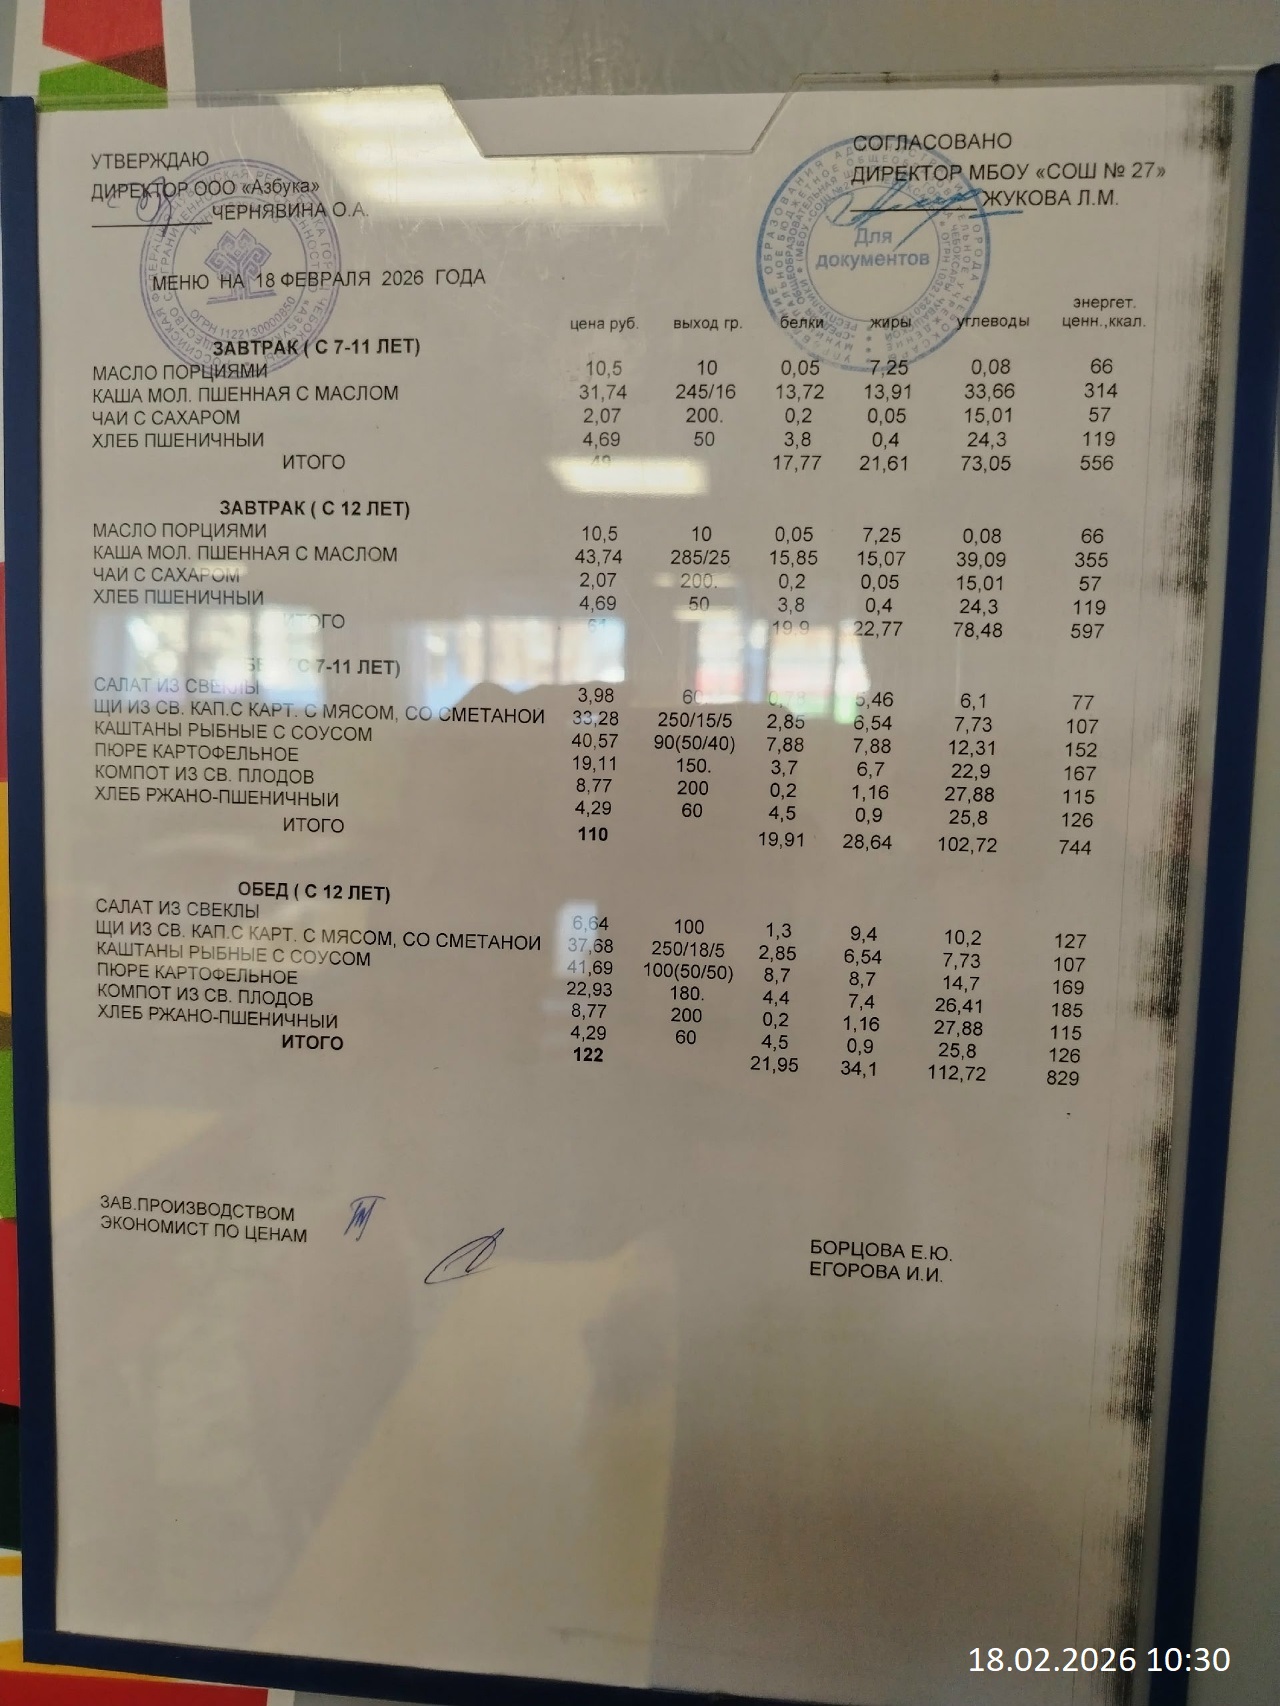 УТВЕРЖДАЮ
ДИРЕКТОР ООО «Азбука»
ЧЕРНЯВИНА О.А.
СОГЛАСОВАНО
ДИРЕКТОР МБОУ «СОШ № 27»
ЖУКОВА Л.М.
Для
документов
ОГРН 1122130000850
МЕНЮ НА 18 ФЕВРАЛЯ 2026 ГОДА
цена руб. выход гр. белки жиры углеводы энергет. ценн.,ккал.
ЗАВТРАК ( С 7-11 ЛЕТ)
МАСЛО ПОРЦИЯМИ 10,5 10 0,05 7,25 0,08 66
КАША МОЛ. ПШЕННАЯ С МАСЛОМ 31,74 245/16 13,72 13,91 33,66 314
ЧАИ С САХАРОМ 2,07 200. 0,2 0,05 15,01 57
ХЛЕБ ПШЕНИЧНЫЙ 4,69 50 3,8 0,4 24,3 119
ИТОГО 49 17,77 21,61 73,05 556
ЗАВТРАК ( С 12 ЛЕТ)
МАСЛО ПОРЦИЯМИ 10,5 10 0,05 7,25 0,08 66
КАША МОЛ. ПШЕННАЯ С МАСЛОМ 43,74 285/25 15,85 15,07 39,09 355
ЧАИ С САХАРОМ 2,07 200. 0,2 0,05 15,01 57
ХЛЕБ ПШЕНИЧНЫЙ 4,69 50 3,8 0,4 24,3 119
ИТОГО 61 19,9 22,77 78,48 597
ОБЕД ( С 7-11 ЛЕТ)
САЛАТ ИЗ СВЕКЛЫ 3,98 60 0,78 5,46 6,1 77
ЩИ ИЗ СВ. КАП.С КАРТ. С МЯСОМ, СО СМЕТАНОИ 33,28 250/15/5 2,85 6,54 7,73 107
КАШТАНЫ РЫБНЫЕ С СОУСОМ 40,57 90(50/40) 7,88 7,88 12,31 152
ПЮРЕ КАРТОФЕЛЬНОЕ 19,11 150. 3,7 6,7 22,9 167
КОМПОТ ИЗ СВ. ПЛОДОВ 8,77 200 0,2 1,16 27,88 115
ХЛЕБ РЖАНО-ПШЕНИЧНЫЙ 4,29 60 4,5 0,9 25,8 126
ИТОГО 110 19,91 28,64 102,72 744
ОБЕД ( С 12 ЛЕТ)
САЛАТ ИЗ СВЕКЛЫ 6,64 100 1,3 9,4 10,2 127
ЩИ ИЗ СВ. КАП.С КАРТ. С МЯСОМ, СО СМЕТАНОИ 37,68 250/18/5 2,85 6,54 7,73 107
КАШТАНЫ РЫБНЫЕ С СОУСОМ 41,69 100(50/50) 8,7 8,7 14,7 169
ПЮРЕ КАРТОФЕЛЬНОЕ 22,93 180. 4,4 7,4 26,41 185
КОМПОТ ИЗ СВ. ПЛОДОВ 8,77 200 0,2 1,16 27,88 115
ХЛЕБ РЖАНО-ПШЕНИЧНЫЙ 4,29 60 4,5 0,9 25,8 126
ИТОГО 122 21,95 34,1 112,72 829
ЗАВ.ПРОИЗВОДСТВОМ
ЭКОНОМИСТ ПО ЦЕНАМ
БОРЦОВА Е.Ю.
ЕГОРОВА И.И.
18.02.2026 10:30